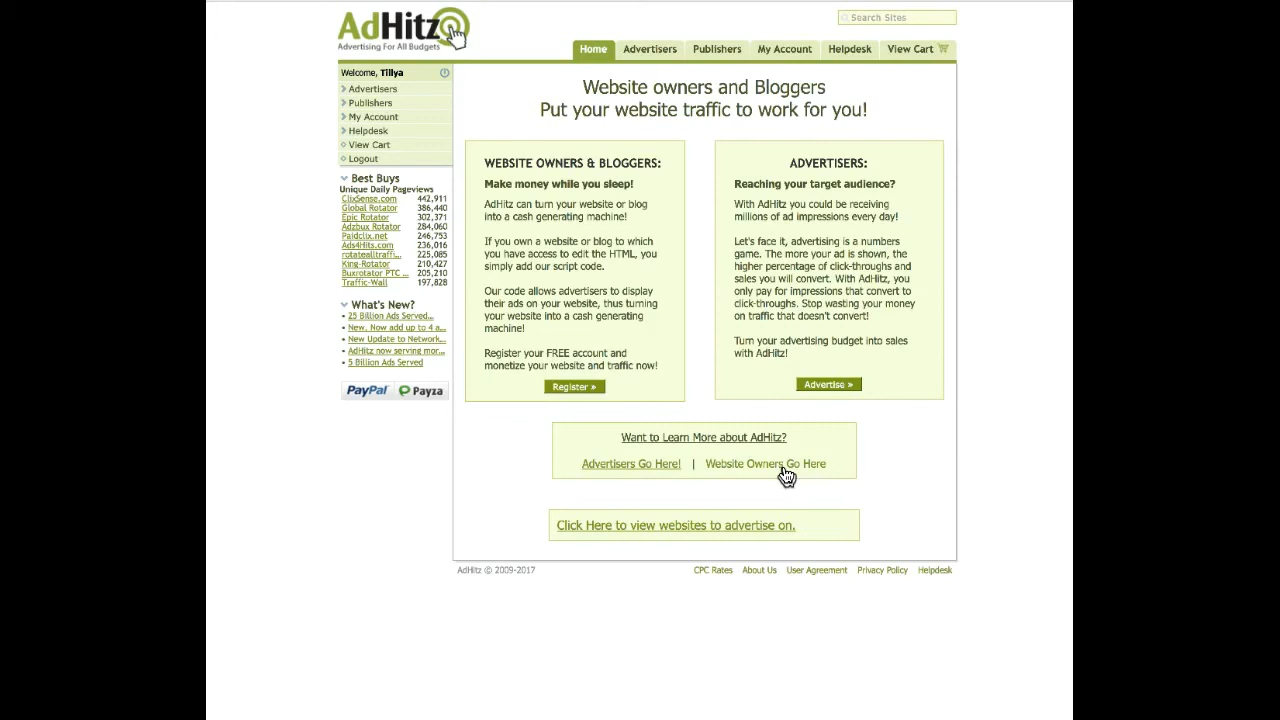 AdHitz
Advertising For All Budgets
Search Sites
Home
Advertisers
Publishers
My Account
Helpdesk
View Cart
Welcome, Tillya
Advertisers
Publishers
My Account
Helpdesk
View Cart
Logout
Best Buys
Unique Daily Pageviews
ClixSense.com 442,911
Global Rotator 386,440
Epic Rotator 302,371
Adzbux Rotator 284,060
Paidclix.net 246,753
Ads4Hits.com 236,016
rotatealltraffi... 225,085
King-Rotator 210,427
Buxrotator PTC ... 205,210
Traffic-Wall 197,828
What's New?
• 25 Billion Ads Served...
• New, Now add up to 4 a...
• New Update to Network...
• AdHitz now serving mor...
• 5 Billion Ads Served
PayPal Payza
Website owners and Bloggers
Put your website traffic to work for you!
WEBSITE OWNERS & BLOGGERS:
Make money while you sleep!
AdHitz can turn your website or blog
into a cash generating machine!
If you own a website or blog to which
you have access to edit the HTML, you
simply add our script code.
Our code allows advertisers to display
their ads on your website, thus turning
your website into a cash generating
machine!
Register your FREE account and
monetize your website and traffic now!
Register »
ADVERTISERS:
Reaching your target audience?
With AdHitz you could be receiving
millions of ad impressions every day!
Let's face it, advertising is a numbers
game. The more your ad is shown, the
higher percentage of click-throughs and
sales you will convert. With AdHitz, you
only pay for impressions that convert to
click-throughs. Stop wasting your money
on traffic that doesn't convert!
Turn your advertising budget into sales
with AdHitz!
Advertise »
Want to Learn More about AdHitz?
Advertisers Go Here! | Website Owners Go Here
Click Here to view websites to advertise on.
AdHitz © 2009-2017
CPC Rates About Us User Agreement Privacy Policy Helpdesk